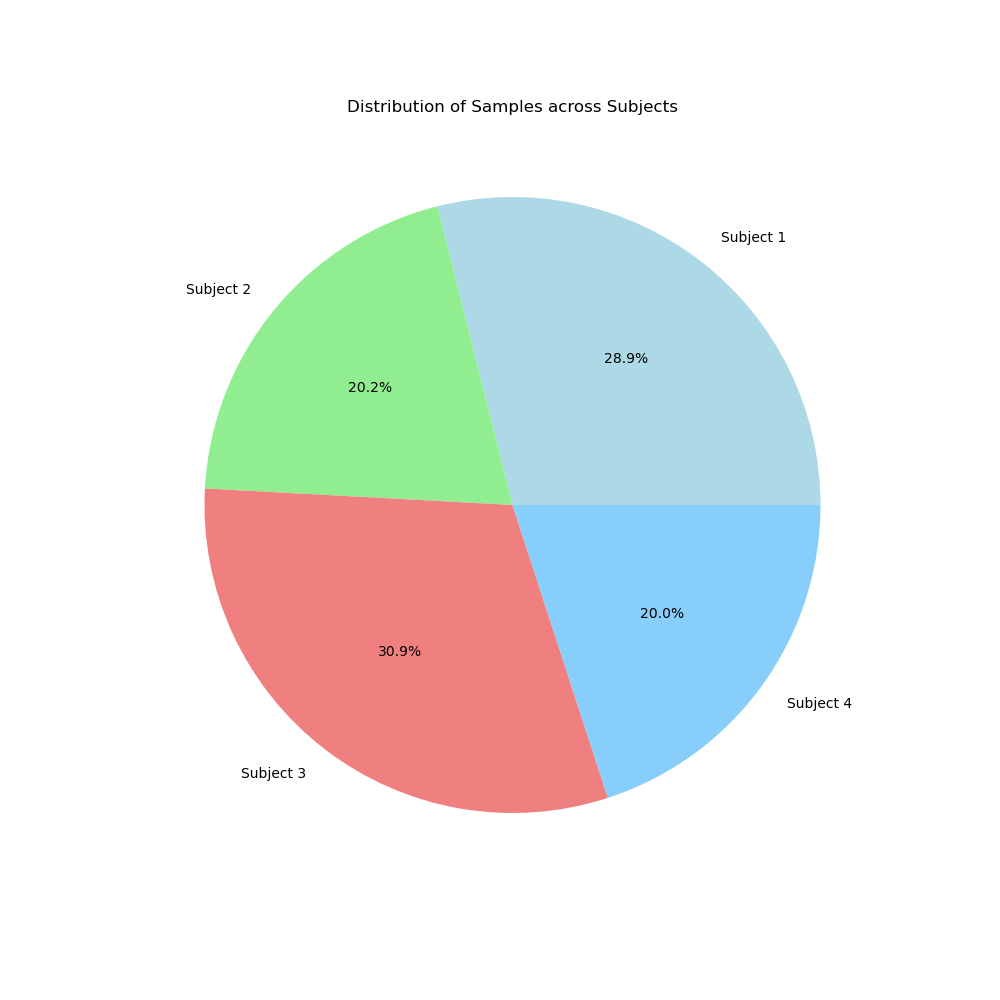 Distribution of Samples across Subjects
Subject 1
28.9%
Subject 2
20.2%
30.9%
Subject 3
20.0%
Subject 4